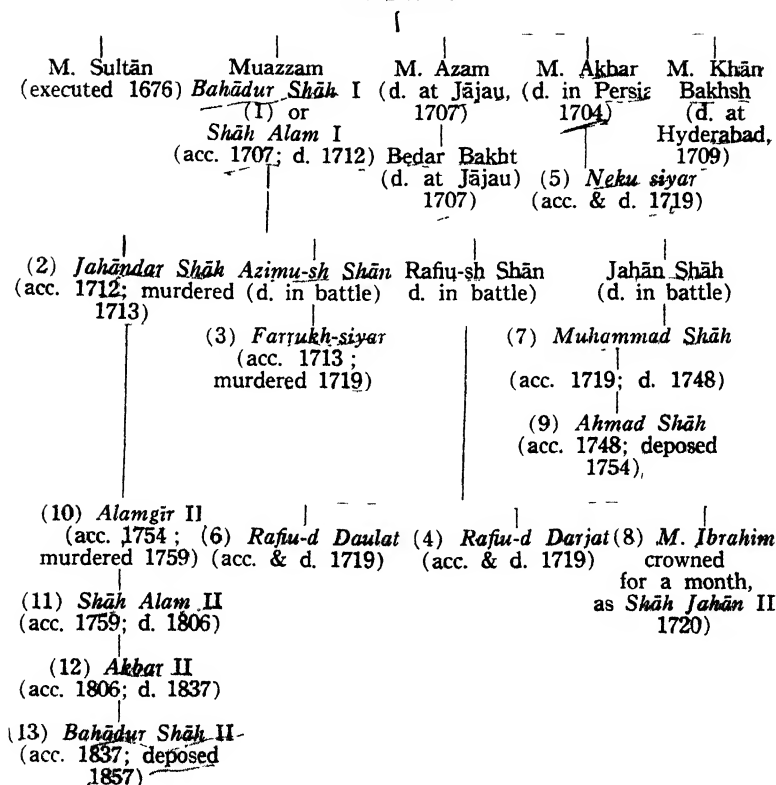 M. Sultān Muazzam M. Azam M. Akbar M. Khān
(executed 1676) Bahādur Shāh I (d. at Jājau, (d. in Persia Bakhsh
(1) or 1707) 1704) (d. at
Shāh Alam I Hyderabad,
(acc. 1707; d. 1712) Bedar Bakht 1709)
(d. at Jājau) (5) Neku siyar
1707) (acc. & d. 1719)
(2) Jahāndar Shāh Azimu-sh Shān Rafiu-sh Shān Jahān Shāh
(acc. 1712; murdered (d. in battle) d. in battle) (d. in battle)
1713)
(3) Farrukh-siyar (7) Muhammad Shāh
(acc. 1713 ;
murdered 1719) (acc. 1719; d. 1748)
(9) Ahmad Shāh
(acc. 1748; deposed
1754)
(10) Alamgīr II
(acc. 1754 ; (6) Rafiu-d Daulat (4) Rafiu-d Darjat (8) M. Ibrahim
murdered 1759) (acc. & d. 1719) (acc. & d. 1719) crowned
for a month,
(11) Shāh Alam II as Shāh Jahān II
(acc. 1759; d. 1806) 1720)
(12) Akbar II
(acc. 1806; d. 1837)
(13) Bahādur Shāh II
(acc. 1837; deposed
1857)